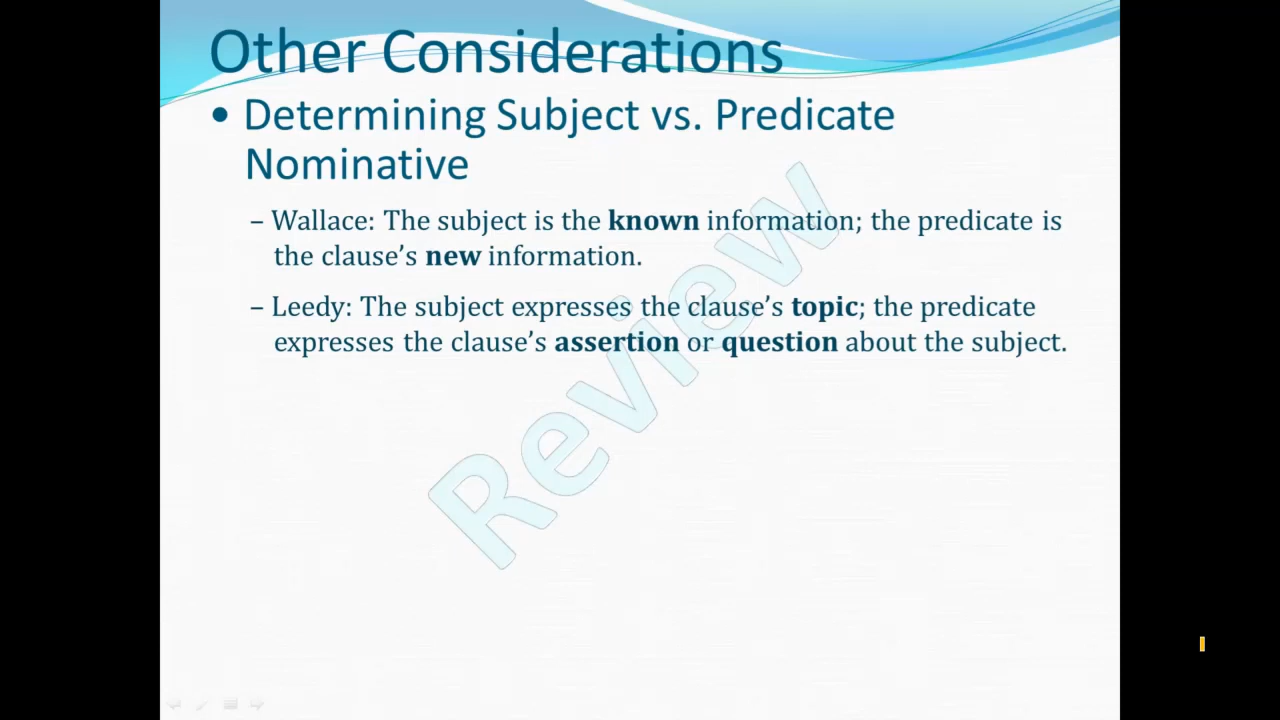 Other Considerations
• Determining Subject vs. Predicate
Nominative
– Wallace: The subject is the known information; the predicate is
the clause’s new information.
– Leedy: The subject expresses the clause’s topic; the predicate
expresses the clause’s assertion or question about the subject.
Review